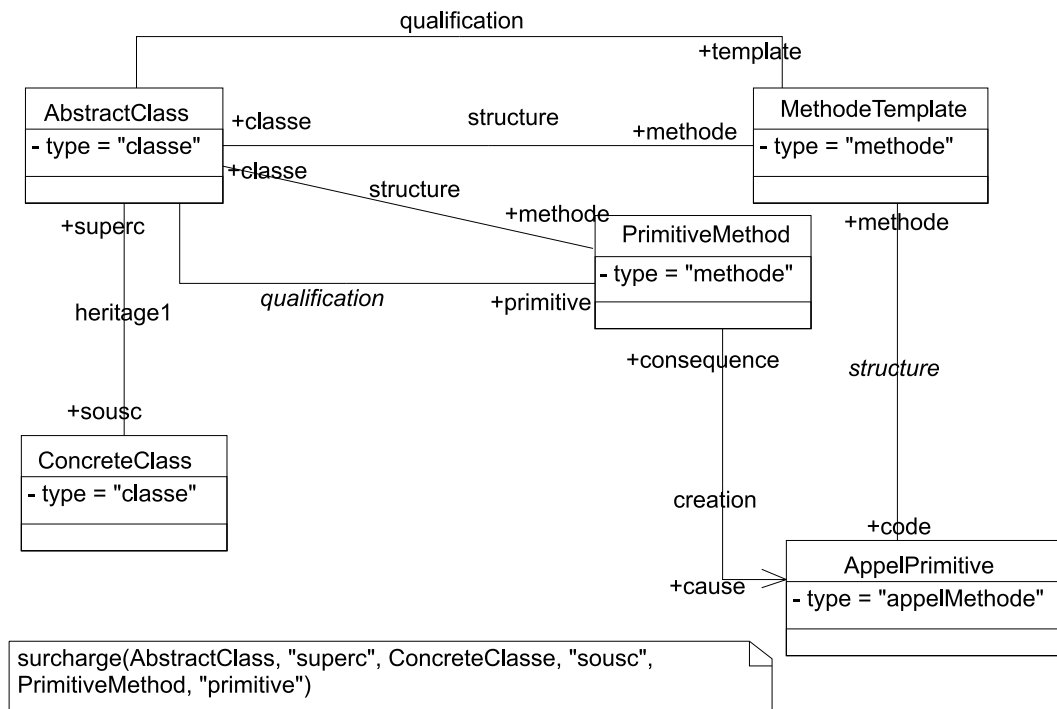 qualification
+template
AbstractClass
- type = "classe"
+classe
structure
+methode
MethodeTemplate
- type = "methode"
+classe
structure
+methode
+superc
PrimitiveMethod
- type = "methode"
+methode
qualification
+primitive
heritage1
+consequence
structure
+sousc
ConcreteClass
- type = "classe"
creation
+code
+cause
AppelPrimitive
- type = "appelMethode"
surcharge(AbstractClass, "superc", ConcreteClasse, "sousc",
PrimitiveMethod, "primitive")